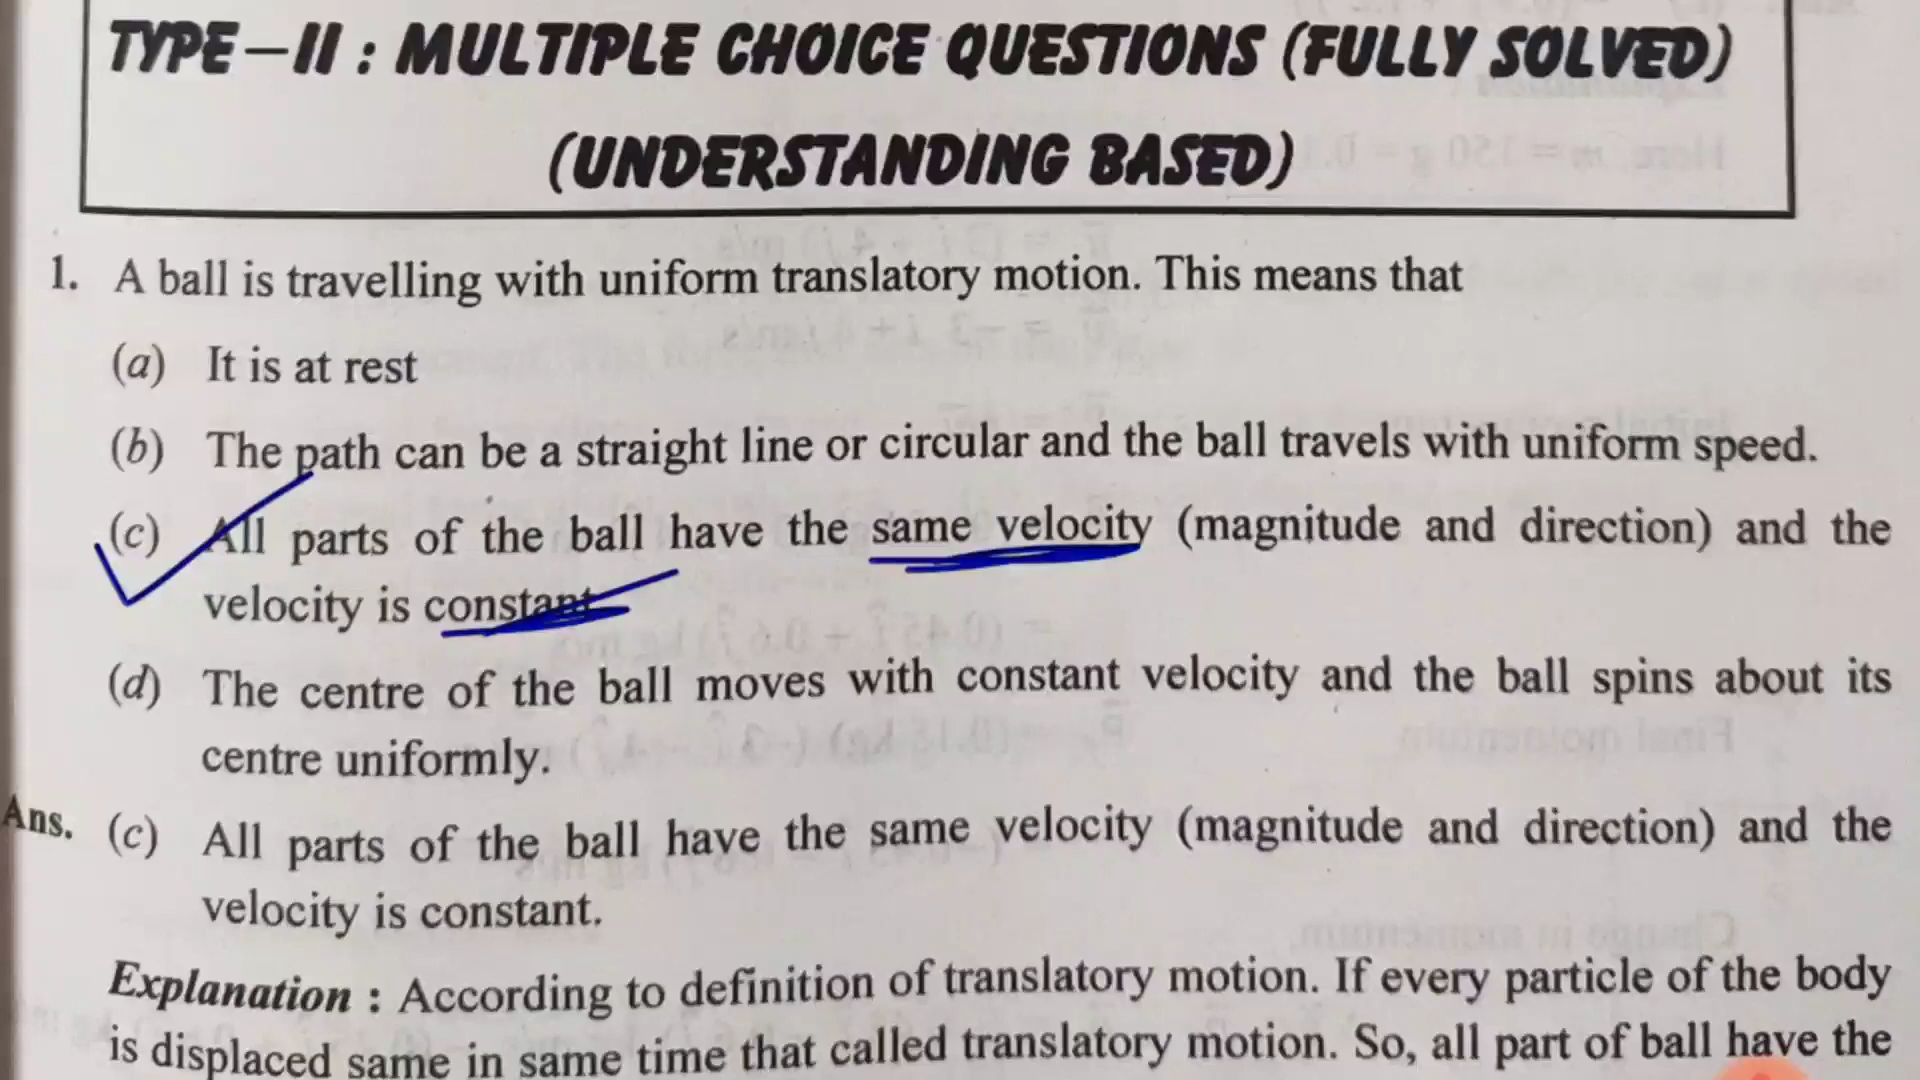 TYPE–II : MULTIPLE CHOICE QUESTIONS (FULLY SOLVED)
(UNDERSTANDING BASED)
1. A ball is travelling with uniform translatory motion. This means that
(a) It is at rest
(b) The path can be a straight line or circular and the ball travels with uniform speed.
(c) All parts of the ball have the same velocity (magnitude and direction) and the
velocity is constant
(d) The centre of the ball moves with constant velocity and the ball spins about its
centre uniformly.
Ans. (c) All parts of the ball have the same velocity (magnitude and direction) and the
velocity is constant.
Explanation : According to definition of translatory motion. If every particle of the body
is displaced same in same time that called translatory motion. So, all part of ball have the